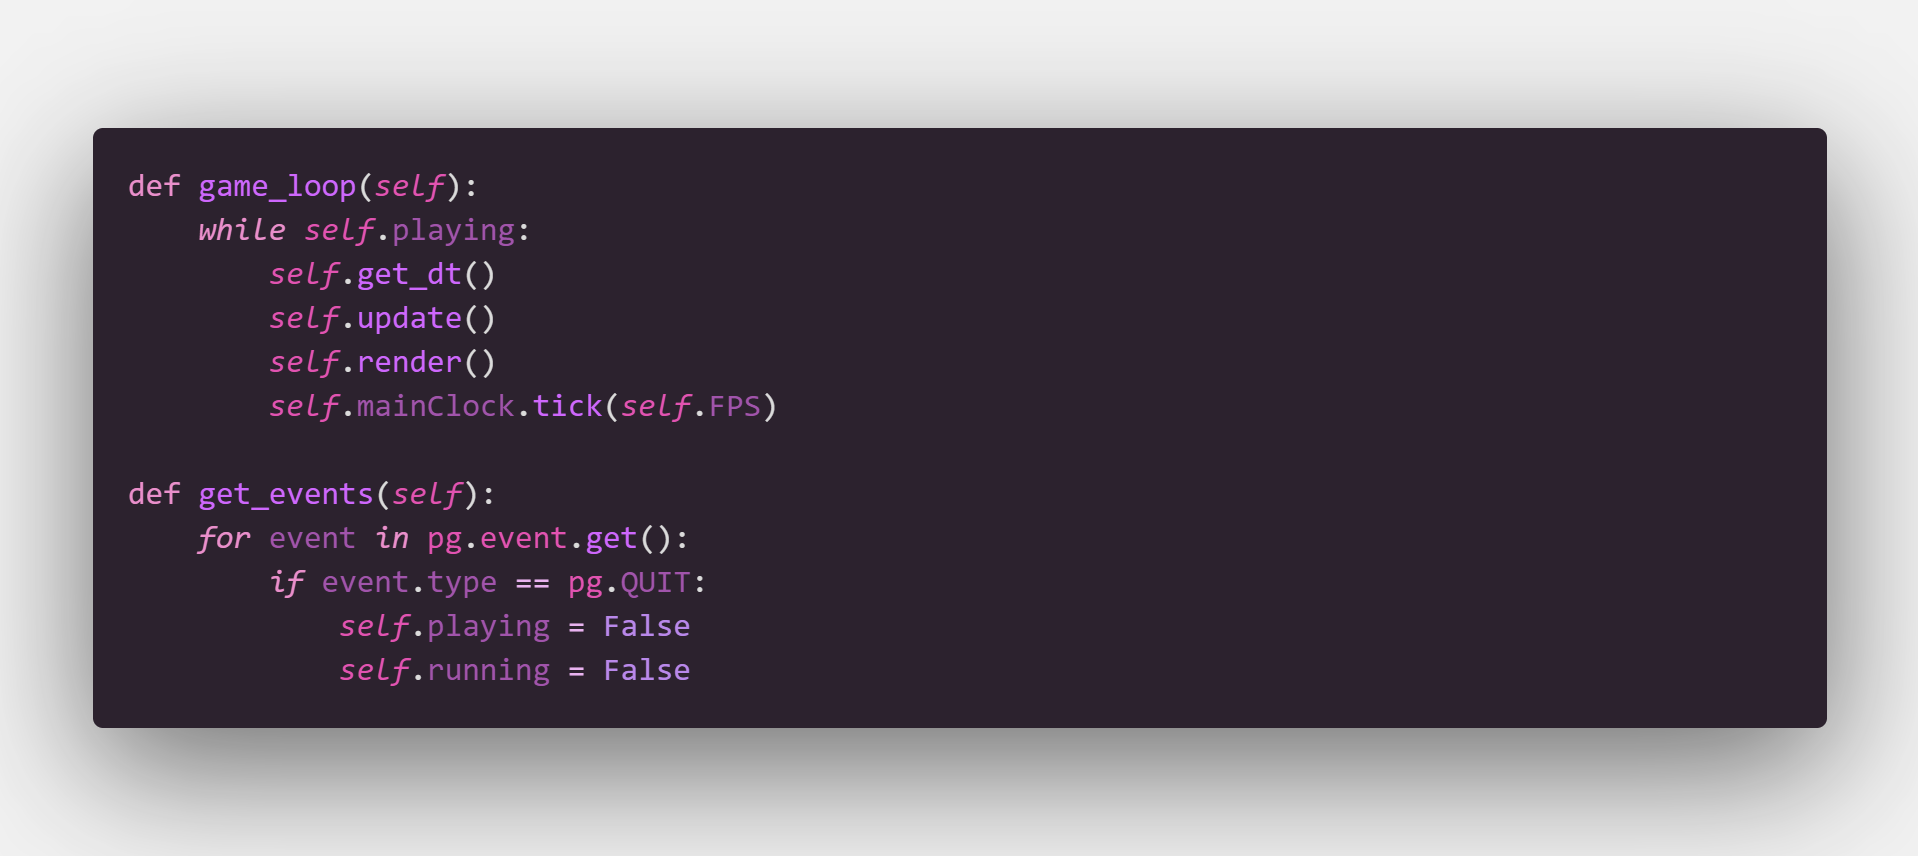 def game_loop(self):
    while self.playing:
        self.get_dt()
        self.update()
        self.render()
        self.mainClock.tick(self.FPS)

def get_events(self):
    for event in pg.event.get():
        if event.type == pg.QUIT:
            self.playing = False
            self.running = False